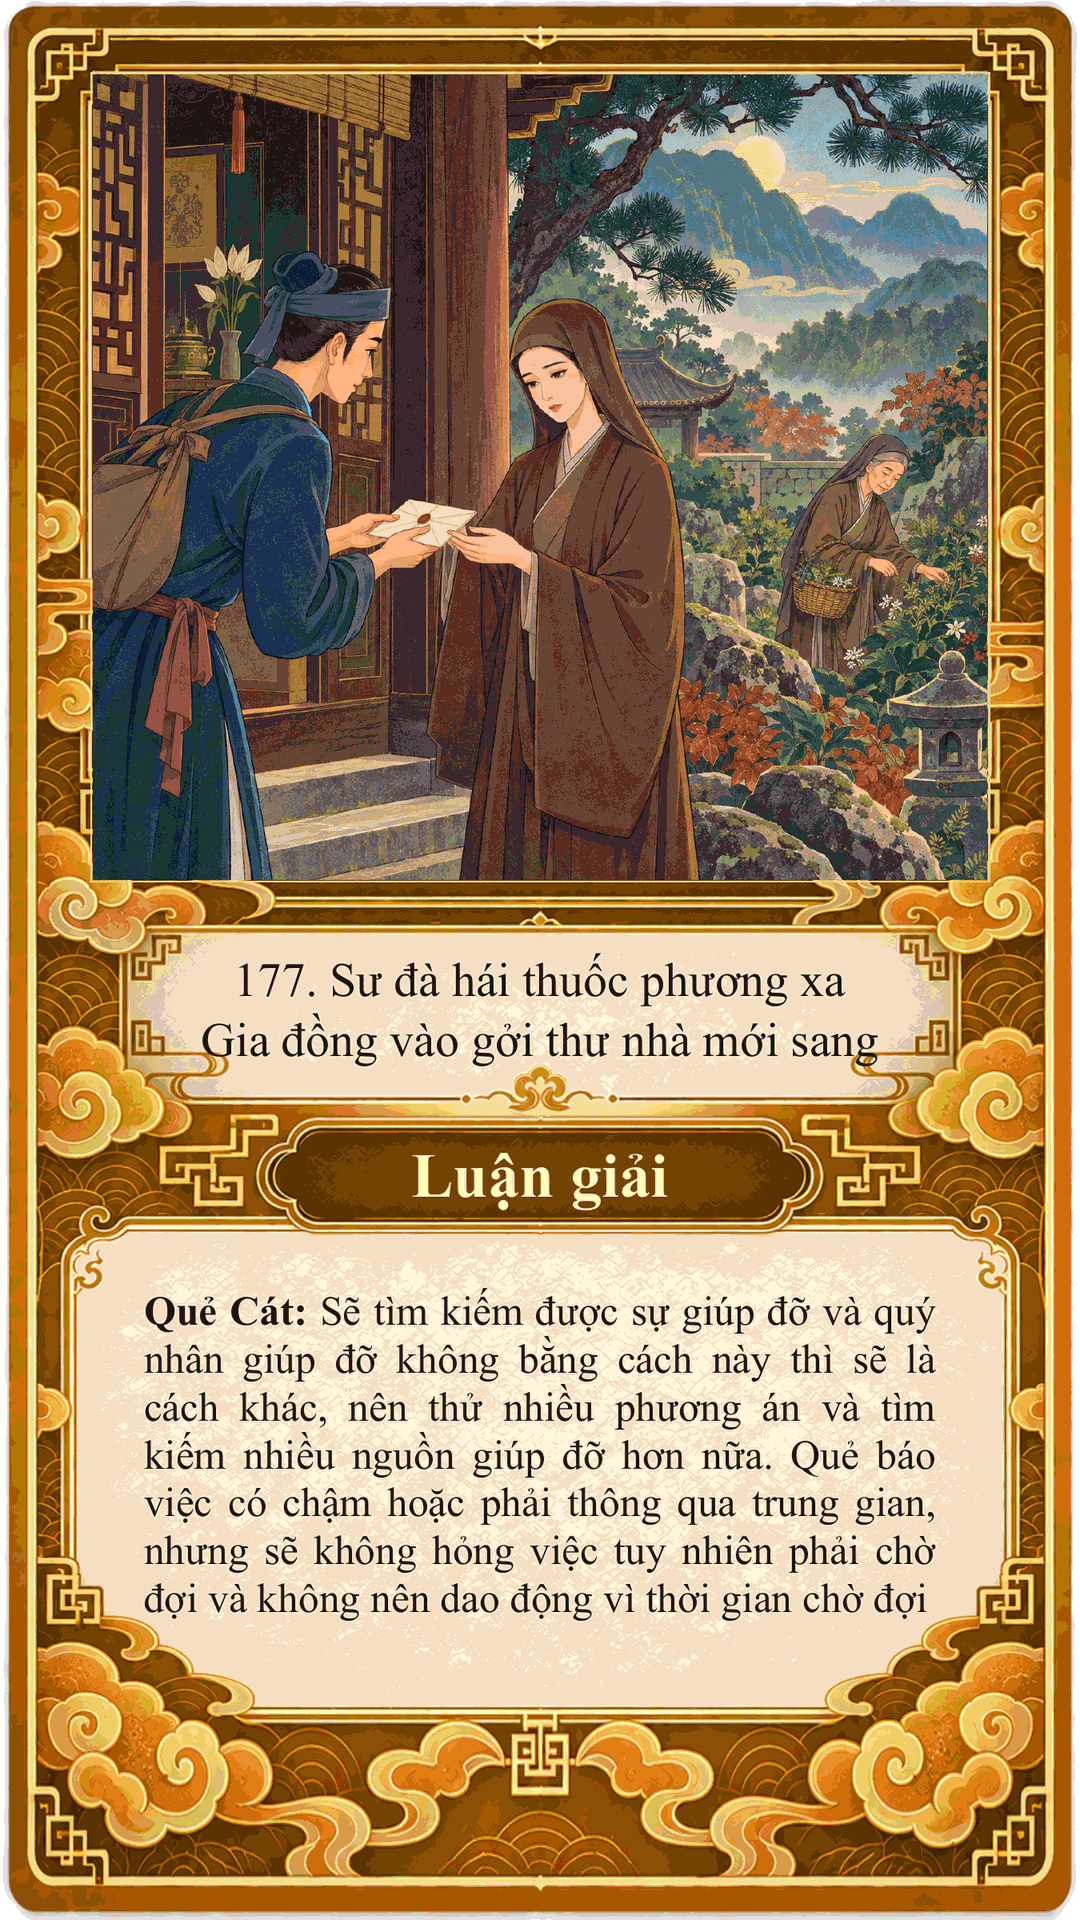 177. Sư đà hái thuốc phương xa
Gia đồng vào gởi thư nhà mới sang
Luận giải
Quẻ Cát: Sẽ tìm kiếm được sự giúp đỡ và quý
nhân giúp đỡ không bằng cách này thì sẽ là
cách khác, nên thử nhiều phương án và tìm
kiếm nhiều nguồn giúp đỡ hơn nữa. Quẻ báo
việc có chậm hoặc phải thông qua trung gian,
nhưng sẽ không hỏng việc tuy nhiên phải chờ
đợi và không nên dao động vì thời gian chờ đợi